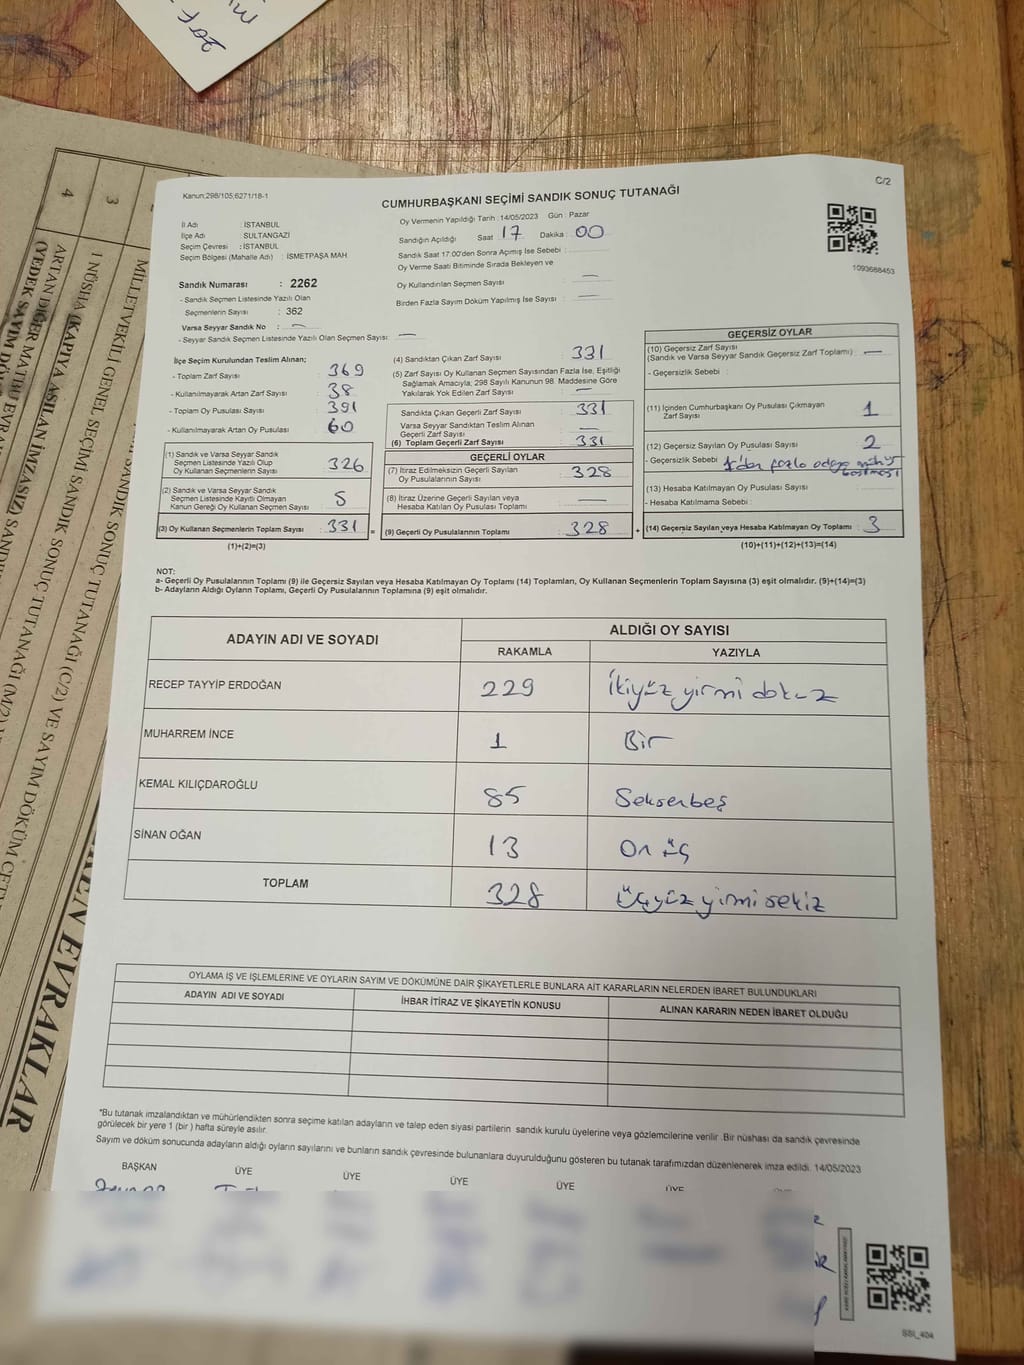 C/2
Kanun:298/105;6271/18-1
CUMHURBAŞKANI SEÇİMİ SANDIK SONUÇ TUTANAĞI
İl Adı : İSTANBUL
İlçe Adı : SULTANGAZİ
Seçim Çevresi : İSTANBUL
Seçim Bölgesi (Mahalle Adı) : İSMETPAŞA MAH.
Sandık Numarası : 2262
- Sandık Seçmen Listesinde Yazılı Olan
Seçmenlerin Sayısı : 362
Varsa Seyyar Sandık No : —
- Seyyar Sandık Seçmen Listesinde Yazılı Olan Seçmen Sayısı: —
Oy Vermenin Yapıldığı Tarih :14/05/2023 Gün : Pazar
Sandığın Açıldığı Saat : 17 Dakika : 00
Sandık Saat 17:00'den Sonra Açılmış İse Sebebi :
Oy Verme Saati Bitiminde Sırada Bekleyen ve
Oy Kullandırılan Seçmen Sayısı : —
Birden Fazla Sayım Döküm Yapılmış İse Sayısı : —
1093688453
İlçe Seçim Kurulundan Teslim Alınan;
- Toplam Zarf Sayısı : 369
- Kullanılmayarak Artan Zarf Sayısı : 38
- Toplam Oy Pusulası Sayısı : 391
- Kullanılmayarak Artan Oy Pusulası : 60
(1) Sandık ve Varsa Seyyar Sandık
Seçmen Listesinde Yazılı Olup
Oy Kullanan Seçmenlerin Sayısı : 326
(2) Sandık ve Varsa Seyyar Sandık
Seçmen Listesinde Kayıtlı Olmayan
Kanun Gereği Oy Kullanan Seçmen Sayısı : 5
(3) Oy Kullanan Seçmenlerin Toplam Sayısı : 331 =
(1)+(2)=(3)
(4) Sandıktan Çıkan Zarf Sayısı : 331
(5) Zarf Sayısı Oy Kullanan Seçmen Sayısından Fazla İse, Eşitliği
Sağlamak Amacıyla; 298 Sayılı Kanunun 98. Maddesine Göre
Yakılarak Yok Edilen Zarf Sayısı : —
Sandıkta Çıkan Geçerli Zarf Sayısı : 331
Varsa Seyyar Sandıktan Teslim Alınan
Geçerli Zarf Sayısı : —
(6) Toplam Geçerli Zarf Sayısı : 331
GEÇERLİ OYLAR
(7) İtiraz Edilmeksizin Geçerli Sayılan
Oy Pusulalarının Sayısı : 328
(8) İtiraz Üzerine Geçerli Sayılan veya
Hesaba Katılan Oy Pusulası Toplamı : —
(9) Geçerli Oy Pusulalarının Toplamı : 328 +
GEÇERSİZ OYLAR
(10) Geçersiz Zarf Sayısı
(Sandık ve Varsa Seyyar Sandık Geçersiz Zarf Toplamı) : —
- Geçersizlik Sebebi :
(11) İçinden Cumhurbaşkanı Oy Pusulası Çıkmayan
Zarf Sayısı : 1
(12) Geçersiz Sayılan Oy Pusulası Sayısı : 2
- Geçersizlik Sebebi : 1'den fazla adaya mühür
basılması
(13) Hesaba Katılmayan Oy Pusulası Sayısı :
- Hesaba Katılmama Sebebi :
(14) Geçersiz Sayılan veya Hesaba Katılmayan Oy Toplamı : 3
(10)+(11)+(12)+(13)=(14)
NOT:
a- Geçerli Oy Pusulalarının Toplamı (9) ile Geçersiz Sayılan veya Hesaba Katılmayan Oy Toplamı (14) Toplamları, Oy Kullanan Seçmenlerin Toplam Sayısına (3) eşit olmalıdır. (9)+(14)=(3)
b- Adayların Aldığı Oyların Toplamı, Geçerli Oy Pusulalarının Toplamına (9) eşit olmalıdır.
ADAYIN ADI VE SOYADI ALDIĞI OY SAYISI
RAKAMLA YAZIYLA
RECEP TAYYİP ERDOĞAN 229 İkiyüz yirmi dokuz
MUHARREM İNCE 1 Bir
KEMAL KILIÇDAROĞLU 85 Seksenbeş
SİNAN OĞAN 13 On üç
TOPLAM 328 Üçyüz yirmi sekiz
OYLAMA İŞ VE İŞLEMLERİNE VE OYLARIN SAYIM VE DÖKÜMÜNE DAİR ŞİKAYETLERLE BUNLARA AİT KARARLARIN NELERDEN İBARET BULUNDUKLARI
ADAYIN ADI VE SOYADI İHBAR İTİRAZ VE ŞİKAYETİN KONUSU ALINAN KARARIN NEDEN İBARET OLDUĞU
*Bu tutanak imzalandıktan ve mühürlendikten sonra seçime katılan adayların ve talep eden siyasi partilerin sandık kurulu üyelerine veya gözlemcilerine verilir .Bir nüshası da sandık çevresinde
görülecek bir yere 1 (bir ) hafta süreyle asılır.
Sayım ve döküm sonucunda adayların aldığı oyların sayılarını ve bunların sandık çevresinde bulunanlara duyurulduğunu gösteren bu tutanak tarafımızdan düzenlenerek imza edildi. 14/05/2023
BAŞKAN ÜYE ÜYE ÜYE ÜYE ÜYE
SSI_404
4
3
ARTAN DİĞER MATBU EVRA
(YEDEK SAYIM DÖ
1 NÜSHA (KAPIYA ASILAN İMZASIZ) SANDI
SEÇİMİ SANDIK SONUÇ TUTANAĞI (M/2)
MİLLETVEKİLİ GENEL SEÇİMİ SANDIK SONUÇ TUTANAĞI (C/2) VE SAYIM DÖKÜM CET
EVRAKLAR